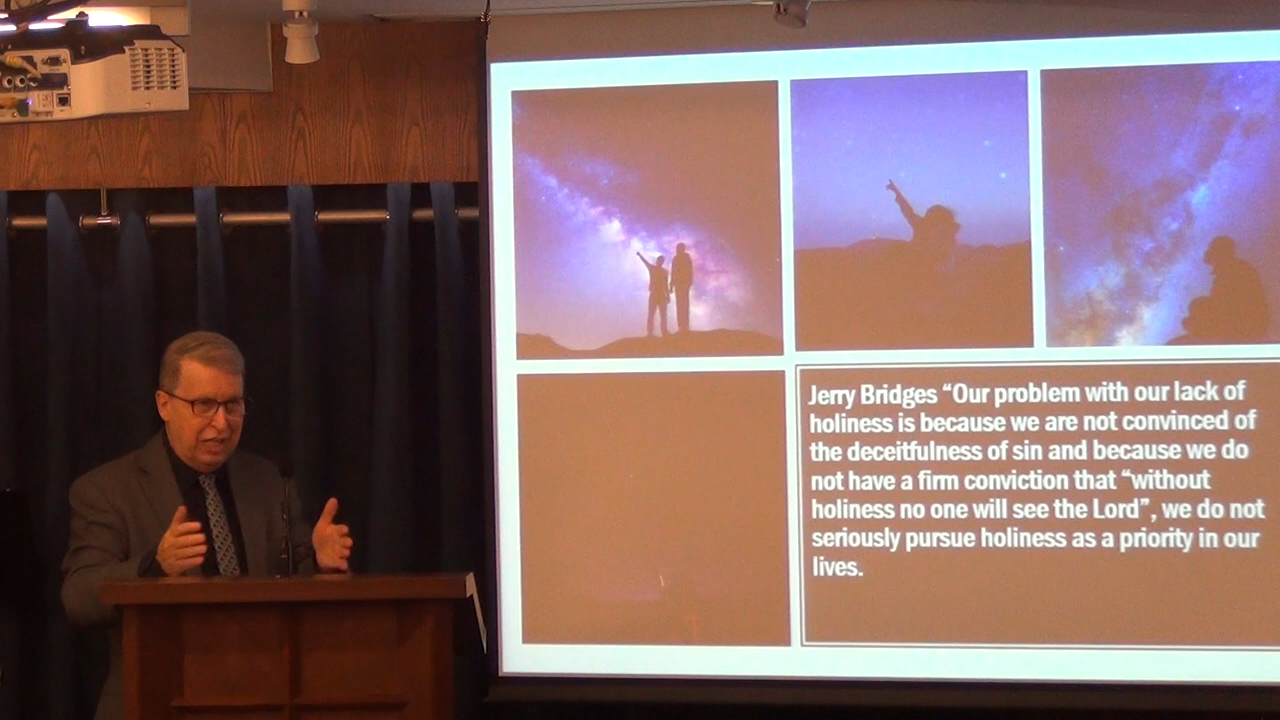 Jerry Bridges “Our problem with our lack of
holiness is because we are not convinced of
the deceitfulness of sin and because we do
not have a firm conviction that “without
holiness no one will see the Lord”, we do not
seriously pursue holiness as a priority in our
lives.